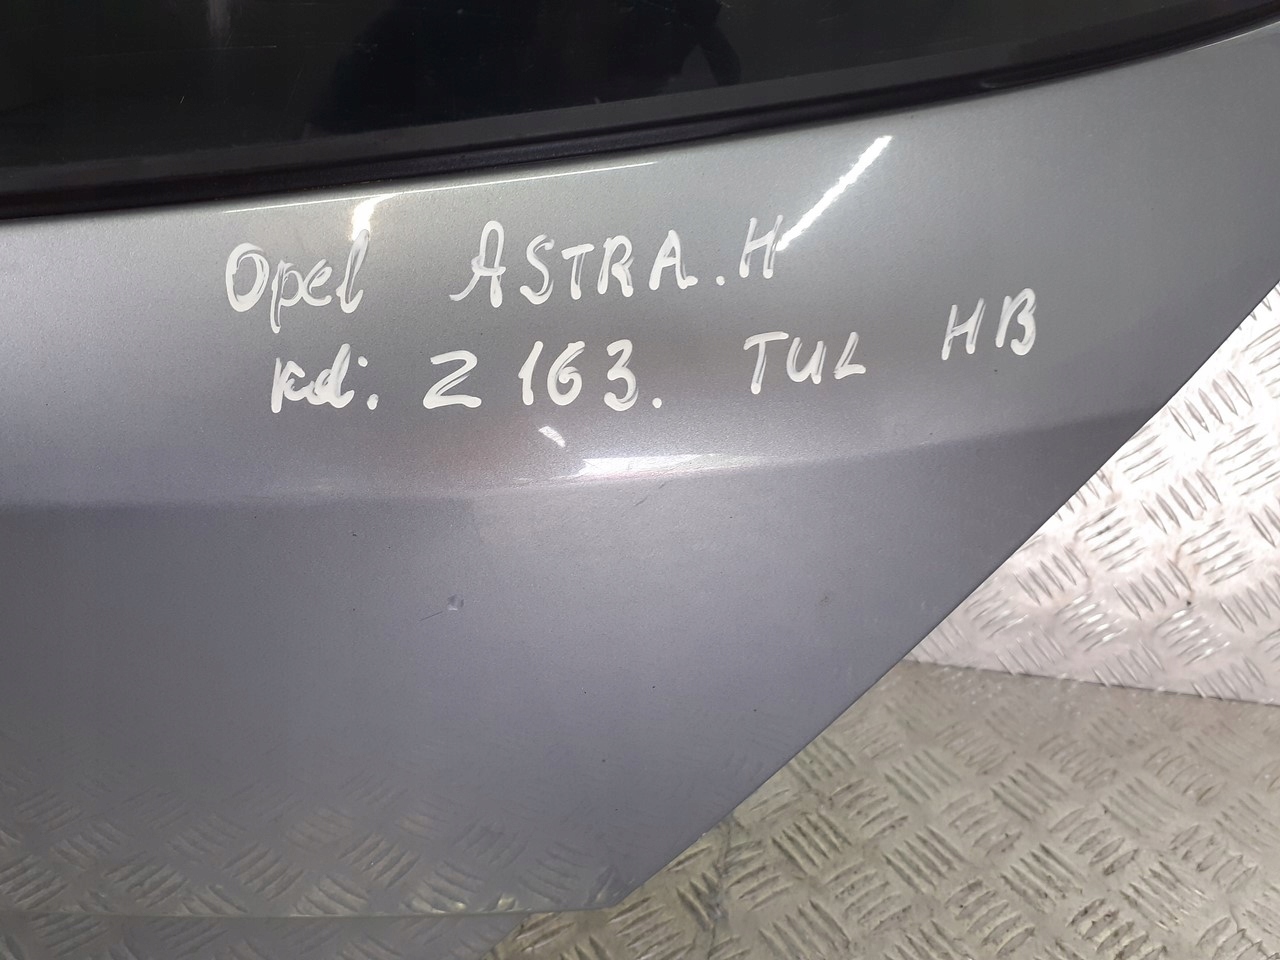 Opel ASTRA. H
kd: Z 163. TUL HB